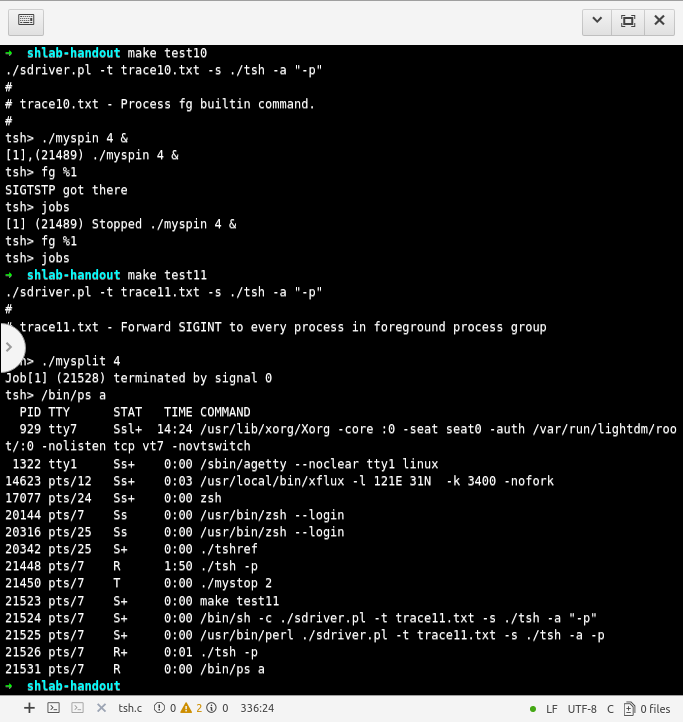 → shlab-handout make test10
./sdriver.pl -t trace10.txt -s ./tsh -a "-p"
#
# trace10.txt - Process fg builtin command.
#
tsh> ./myspin 4 &
[1],(21489) ./myspin 4 &
tsh> fg %1
SIGTSTP got there
tsh> jobs
[1] (21489) Stopped ./myspin 4 &
tsh> fg %1
tsh> jobs
→ shlab-handout make test11
./sdriver.pl -t trace11.txt -s ./tsh -a "-p"
#
trace11.txt - Forward SIGINT to every process in foreground process group
> ./mysplit 4
Job[1] (21528) terminated by signal 0
tsh> /bin/ps a
PID TTY STAT TIME COMMAND
929 tty7 Ssl+ 14:24 /usr/lib/xorg/Xorg -core :0 -seat seat0 -auth /var/run/lightdm/roo
t/:0 -nolisten tcp vt7 -novtswitch
1322 tty1 Ss+ 0:00 /sbin/agetty --noclear tty1 linux
14623 pts/12 Ss+ 0:03 /usr/local/bin/xflux -l 121E 31N -k 3400 -nofork
17077 pts/24 Ss+ 0:00 zsh
20144 pts/7 Ss 0:00 /usr/bin/zsh --login
20316 pts/25 Ss 0:00 /usr/bin/zsh --login
20342 pts/25 S+ 0:00 ./tshref
21448 pts/7 R 1:50 ./tsh -p
21450 pts/7 T 0:00 ./mystop 2
21523 pts/7 S+ 0:00 make test11
21524 pts/7 S+ 0:00 /bin/sh -c ./sdriver.pl -t trace11.txt -s ./tsh -a "-p"
21525 pts/7 S+ 0:00 /usr/bin/perl ./sdriver.pl -t trace11.txt -s ./tsh -a -p
21526 pts/7 R+ 0:01 ./tsh -p
21531 pts/7 R 0:00 /bin/ps a
→ shlab-handout
tsh.c 0 2 0 336:24 LF UTF-8 C 0 files